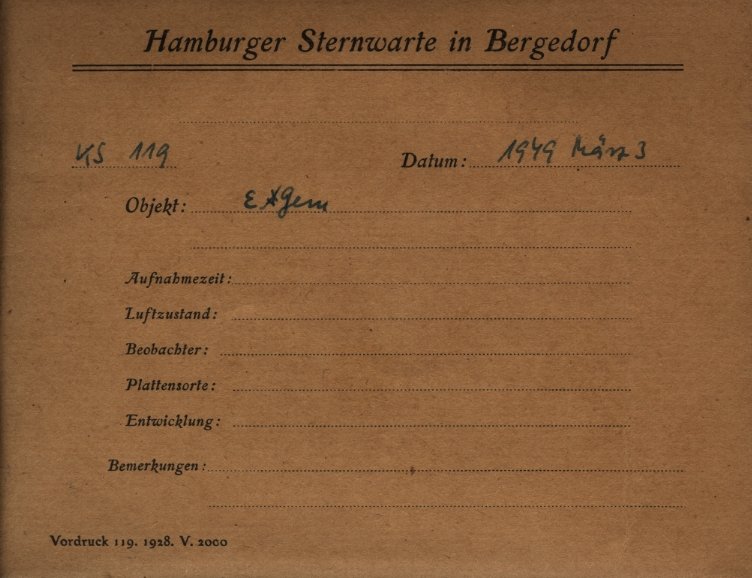 Hamburger Sternwarte in Bergedorf
KS 119 Datum: 1949 März 3
Objekt: Gem
Aufnahmezeit:
Luftzustand:
Beobachter:
Plattensorte:
Entwicklung:
Bemerkungen:
Vordruck 119. 1928. V. 2000